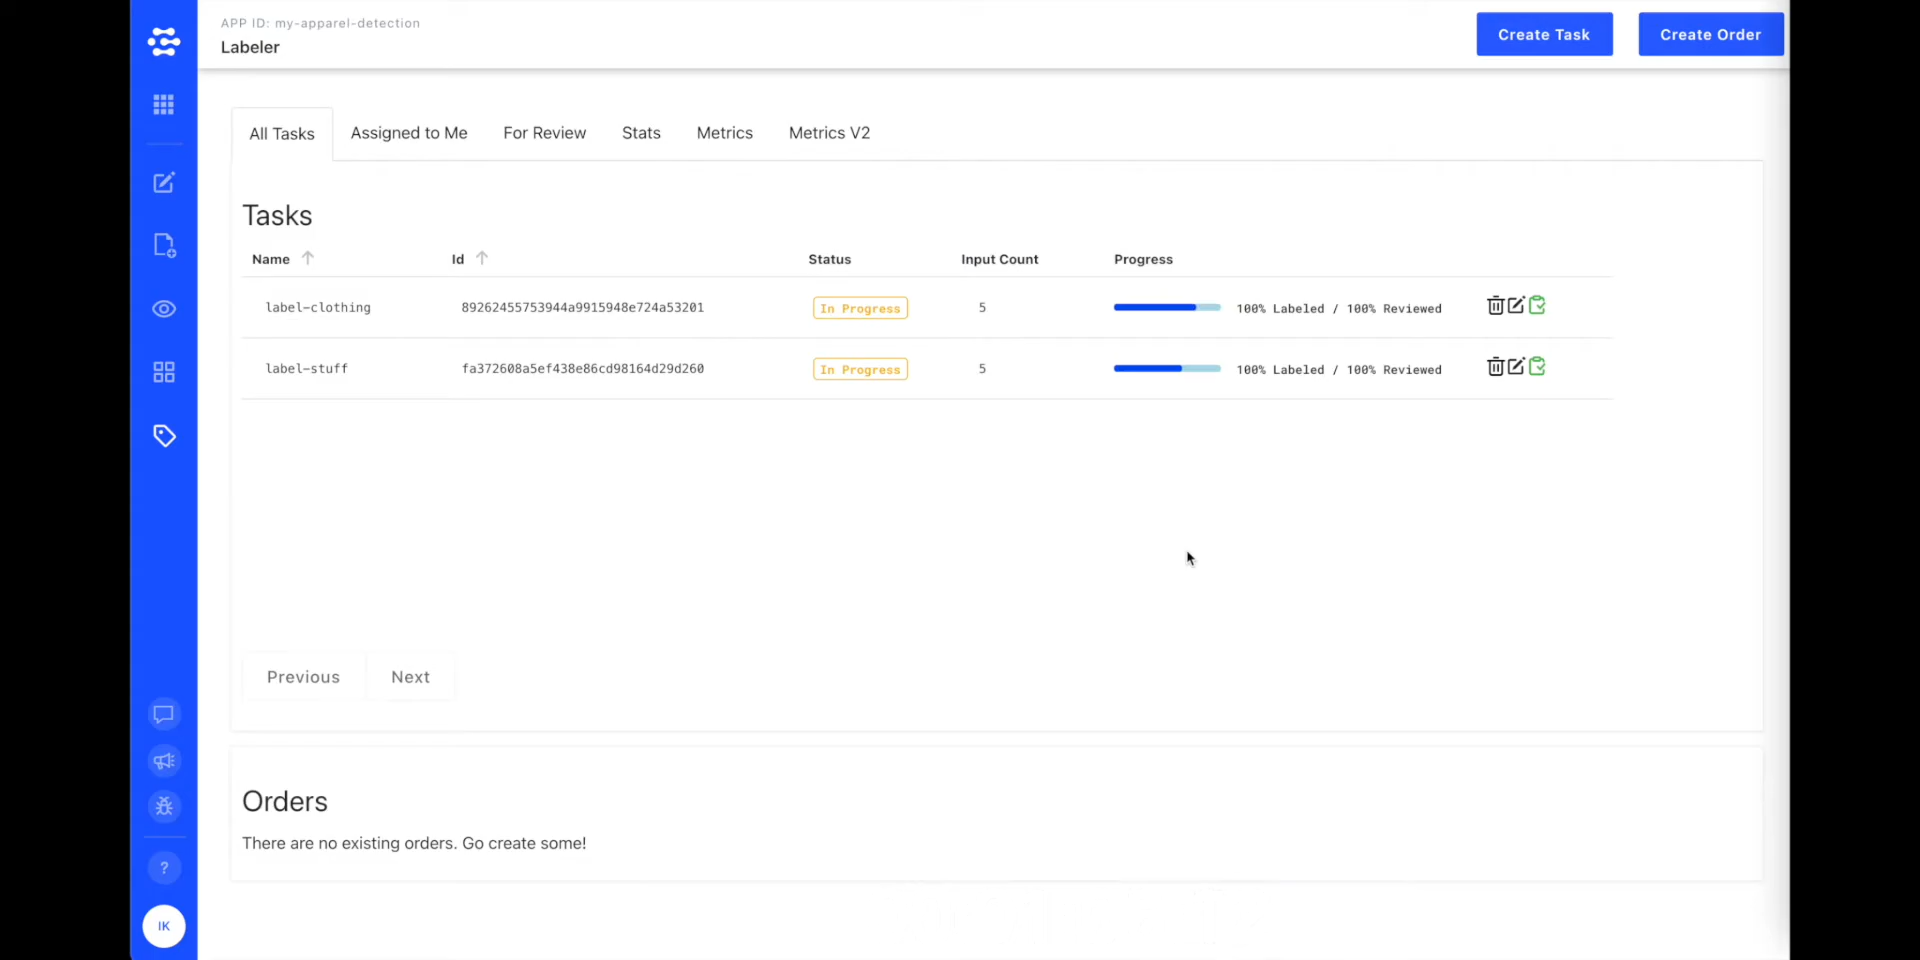 APP ID: my-apparel-detection
Labeler
Create Task
Create Order
All Tasks
Assigned to Me
For Review
Stats
Metrics
Metrics V2
Tasks
Name
Id
Status
Input Count
Progress
label-clothing
89262455753944a9915948e724a53201
In Progress
5
100% Labeled / 100% Reviewed
label-stuff
fa372608a5ef438e86cd98164d29d260
In Progress
5
100% Labeled / 100% Reviewed
Previous
Next
Orders
There are no existing orders. Go create some!
?
IK